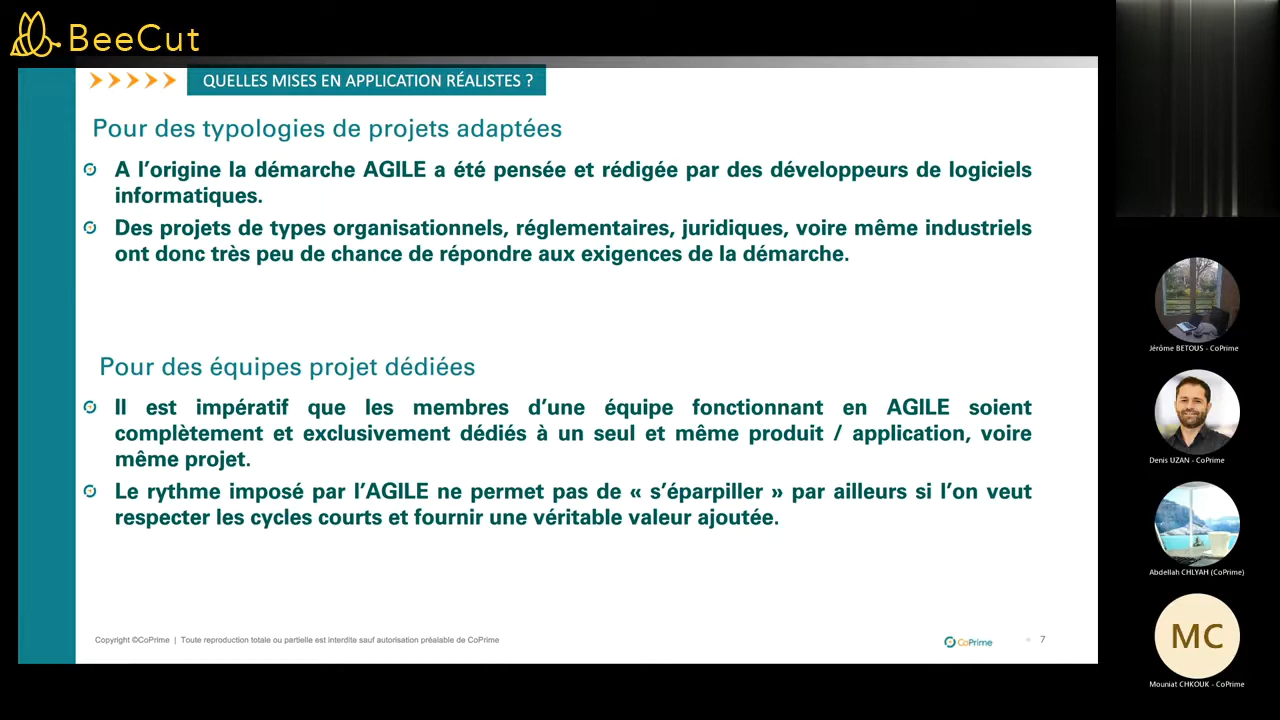 BeeCut
QUELLES MISES EN APPLICATION RÉALISTES ?
Pour des typologies de projets adaptées
A l’origine la démarche AGILE a été pensée et rédigée par des développeurs de logiciels
informatiques.
Des projets de types organisationnels, réglementaires, juridiques, voire même industriels
ont donc très peu de chance de répondre aux exigences de la démarche.
Pour des équipes projet dédiées
Il est impératif que les membres d’une équipe fonctionnant en AGILE soient
complètement et exclusivement dédiés à un seul et même produit / application, voire
même projet.
Le rythme imposé par l’AGILE ne permet pas de « s’éparpiller » par ailleurs si l’on veut
respecter les cycles courts et fournir une véritable valeur ajoutée.
Copyright ©CoPrime | Toute reproduction totale ou partielle est interdite sauf autorisation préalable de CoPrime
CoPrime
7
Jérôme BETOUS - CoPrime
Denis UZAN - CoPrime
Abdellah CHLYAH (CoPrime)
MC
Mouniat CHKOUK - CoPrime